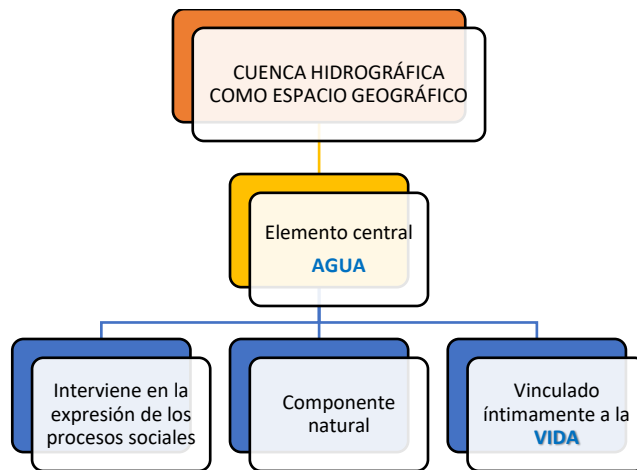 CUENCA HIDROGRÁFICA
COMO ESPACIO GEOGRÁFICO
Elemento central
AGUA
Interviene en la
expresión de los
procesos sociales
Componente
natural
Vinculado
íntimamente a la
VIDA